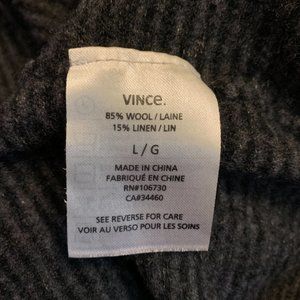 VINCE.
85% WOOL / LAINE
15% LINEN / LIN
L / G
MADE IN CHINA
FABRIQUÉ EN CHINE
RN#106730
CA#34460
SEE REVERSE FOR CARE
VOIR AU VERSO POUR LES SOINS